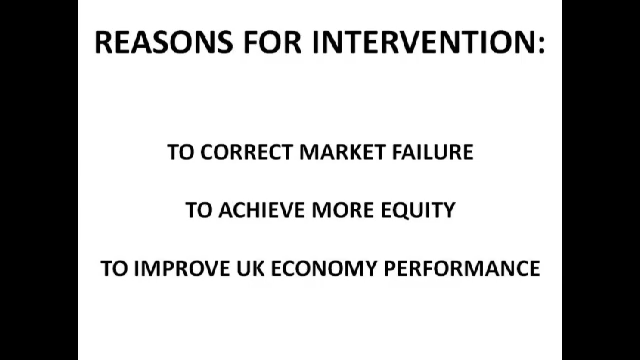 REASONS FOR INTERVENTION:
TO CORRECT MARKET FAILURE
TO ACHIEVE MORE EQUITY
TO IMPROVE UK ECONOMY PERFORMANCE